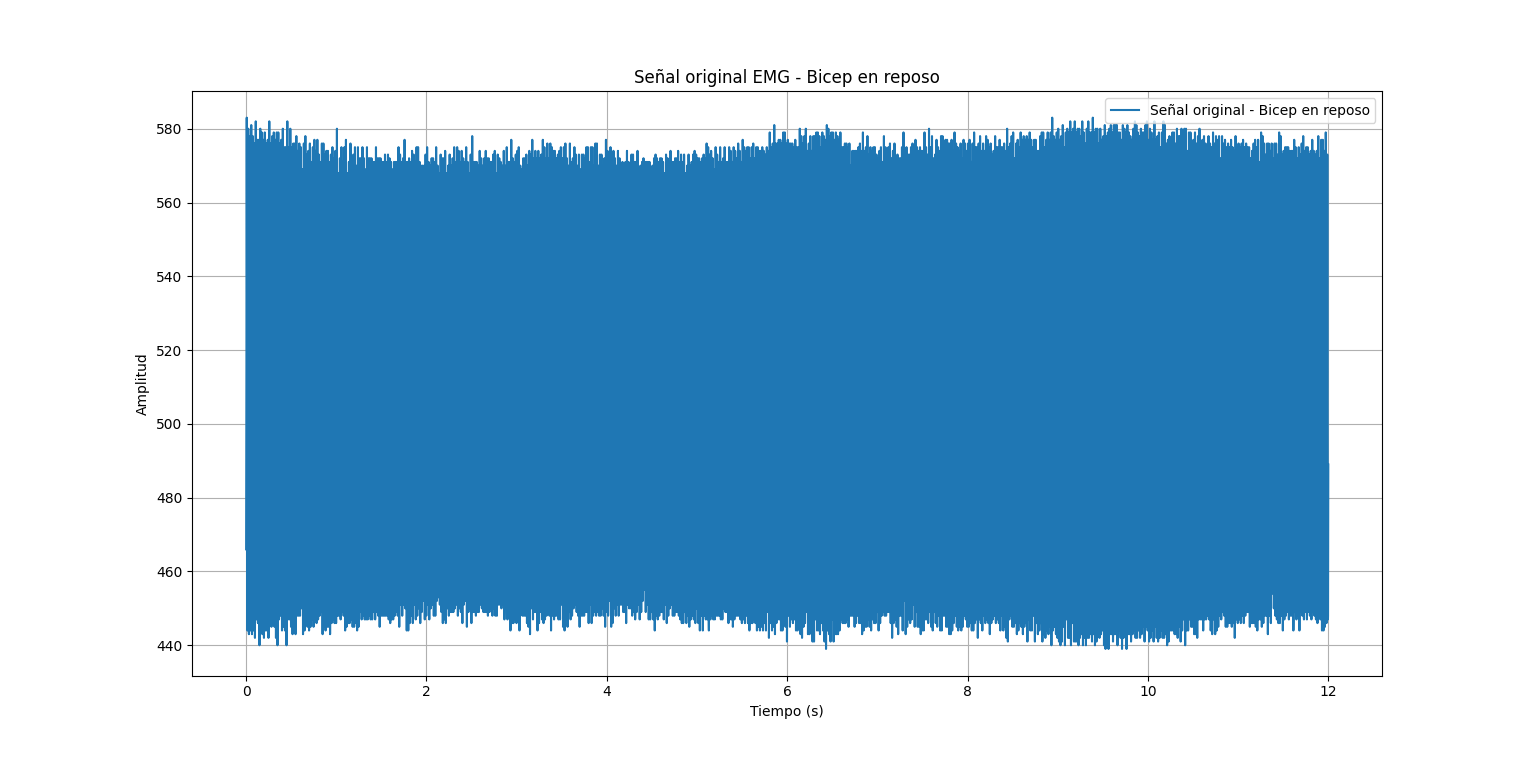 Señal original EMG - Bicep en reposo
Señal original - Bicep en reposo
580
560
540
520
500
480
460
440
Amplitud
0 2 4 6 8 10 12
Tiempo (s)